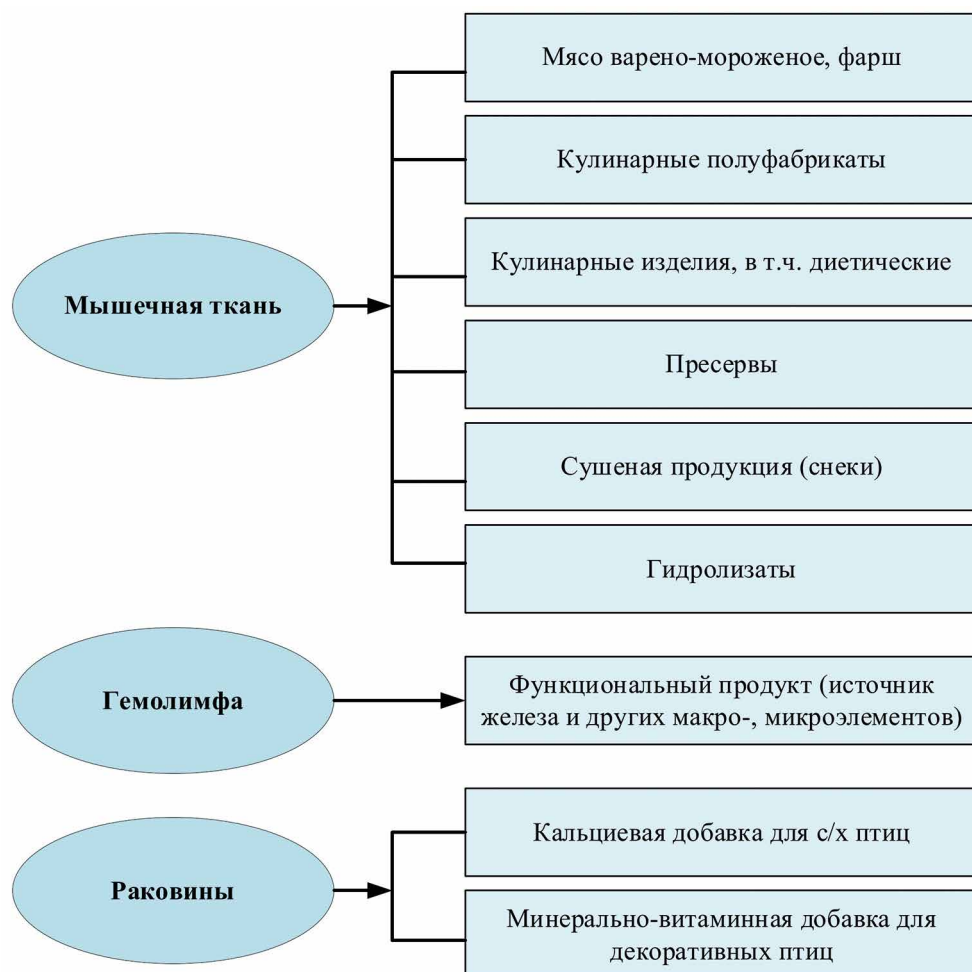 Мясо варено-мороженое, фарш
Кулинарные полуфабрикаты
Кулинарные изделия, в т.ч. диетические
Мышечная ткань
Пресервы
Сушеная продукция (снеки)
Гидролизаты
Гемолимфа
Функциональный продукт (источник
железа и других макро-, микроэлементов)
Кальциевая добавка для с/х птиц
Раковины
Минерально-витаминная добавка для
декоративных птиц